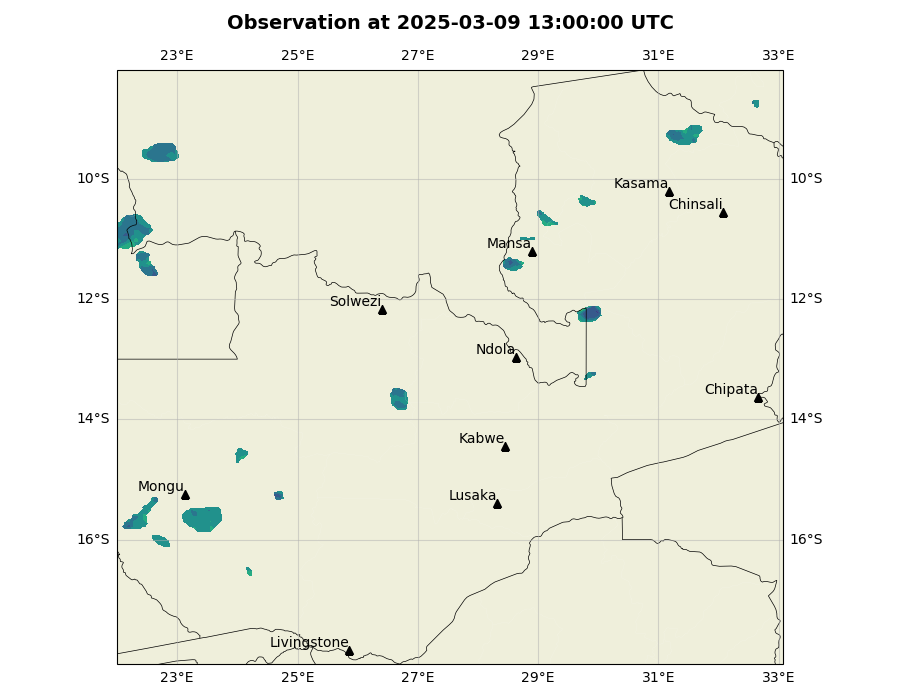 Observation at 2025-03-09 13:00:00 UTC
23°E 25°E 27°E 29°E 31°E 33°E
10°S 10°S
Kasama
Chinsali
Mansa
12°S 12°S
Solwezi
Ndola
Chipata
14°S 14°S
Kabwe
Mongu
Lusaka
16°S 16°S
Livingstone
23°E 25°E 27°E 29°E 31°E 33°E